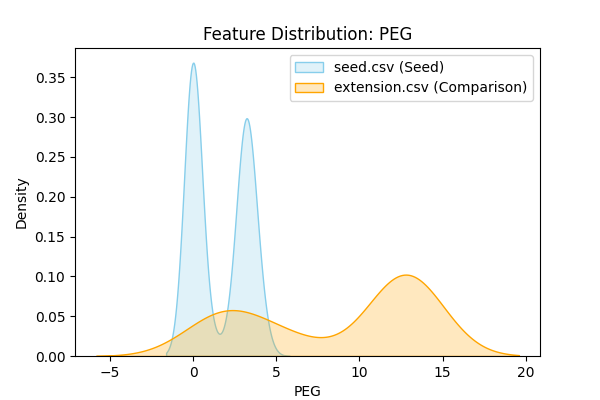 Feature Distribution: PEG
seed.csv (Seed)
extension.csv (Comparison)
Density
0.35
0.30
0.25
0.20
0.15
0.10
0.05
0.00
−5
0
5
10
15
20
PEG